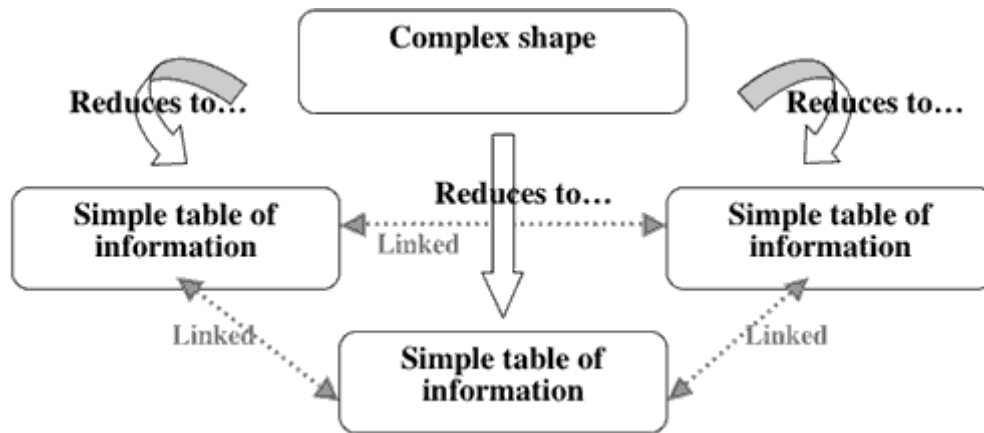 Complex shape
Reduces to…
Reduces to…
Reduces to…
Simple table of
information
Simple table of
information
Linked
Linked
Linked
Simple table of
information